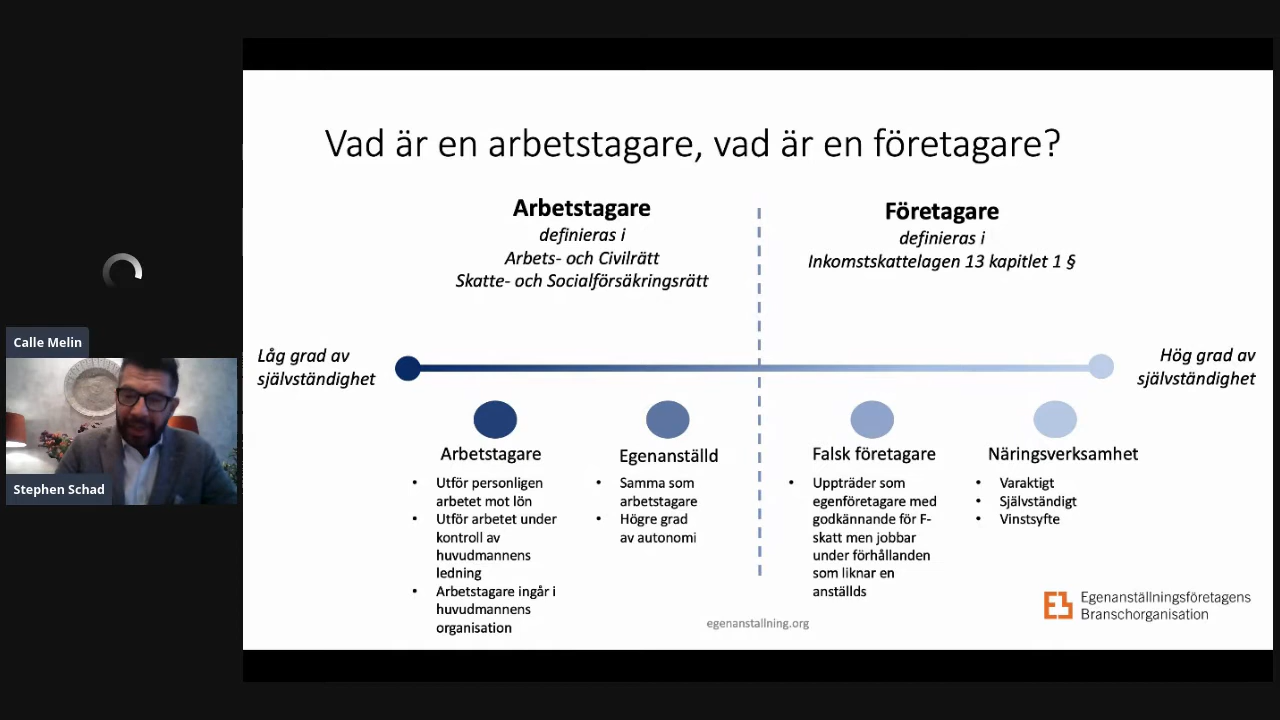 Vad är en arbetstagare, vad är en företagare?
Arbetstagare
definieras i
Arbets- och Civilrätt
Skatte- och Socialförsäkringsrätt
Företagare
definieras i
Inkomstskattelagen 13 kapitlet 1 §
Låg grad av
självständighet
Hög grad av
självständighet
Arbetstagare
• Utför personligen
arbetet mot lön
• Utför arbetet under
kontroll av
huvudmannens
ledning
• Arbetstagare ingår i
huvudmannens
organisation
Egenanställd
• Samma som
arbetstagare
• Högre grad
av autonomi
Falsk företagare
• Uppträder som
egenföretagare med
godkännande för F-
skatt men jobbar
under förhållanden
som liknar en
anställds
Näringsverksamhet
• Varaktigt
• Självständigt
• Vinstsyfte
egenanstallning.org
Egenanställningsföretagens
Branschorganisation
Calle Melin
Stephen Schad